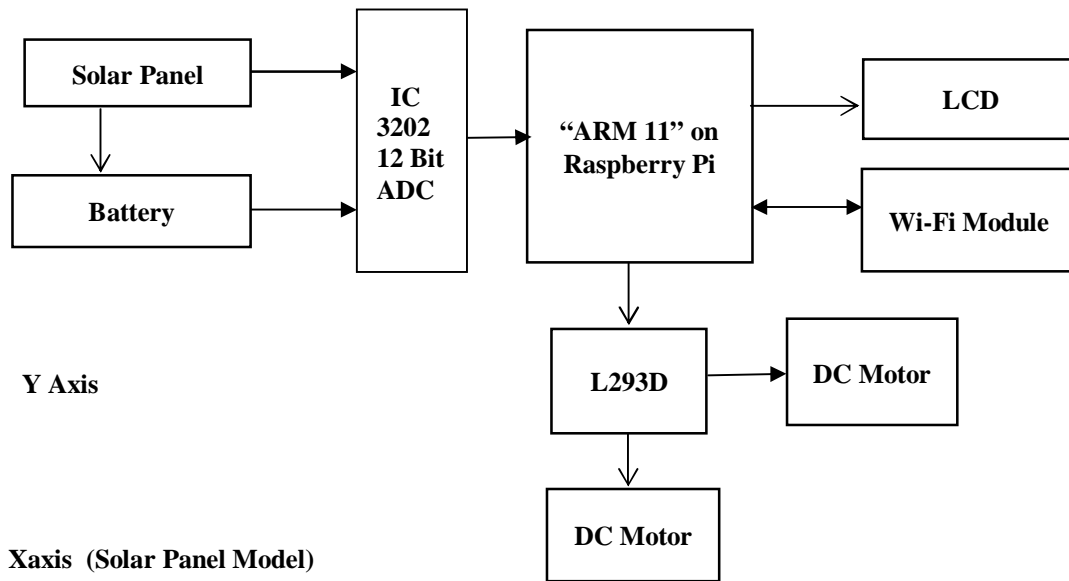 Solar Panel
Battery
IC
3202
12 Bit
ADC
“ARM 11” on
Raspberry Pi
LCD
Wi-Fi Module
L293D
DC Motor
Y Axis
DC Motor
Xaxis (Solar Panel Model)